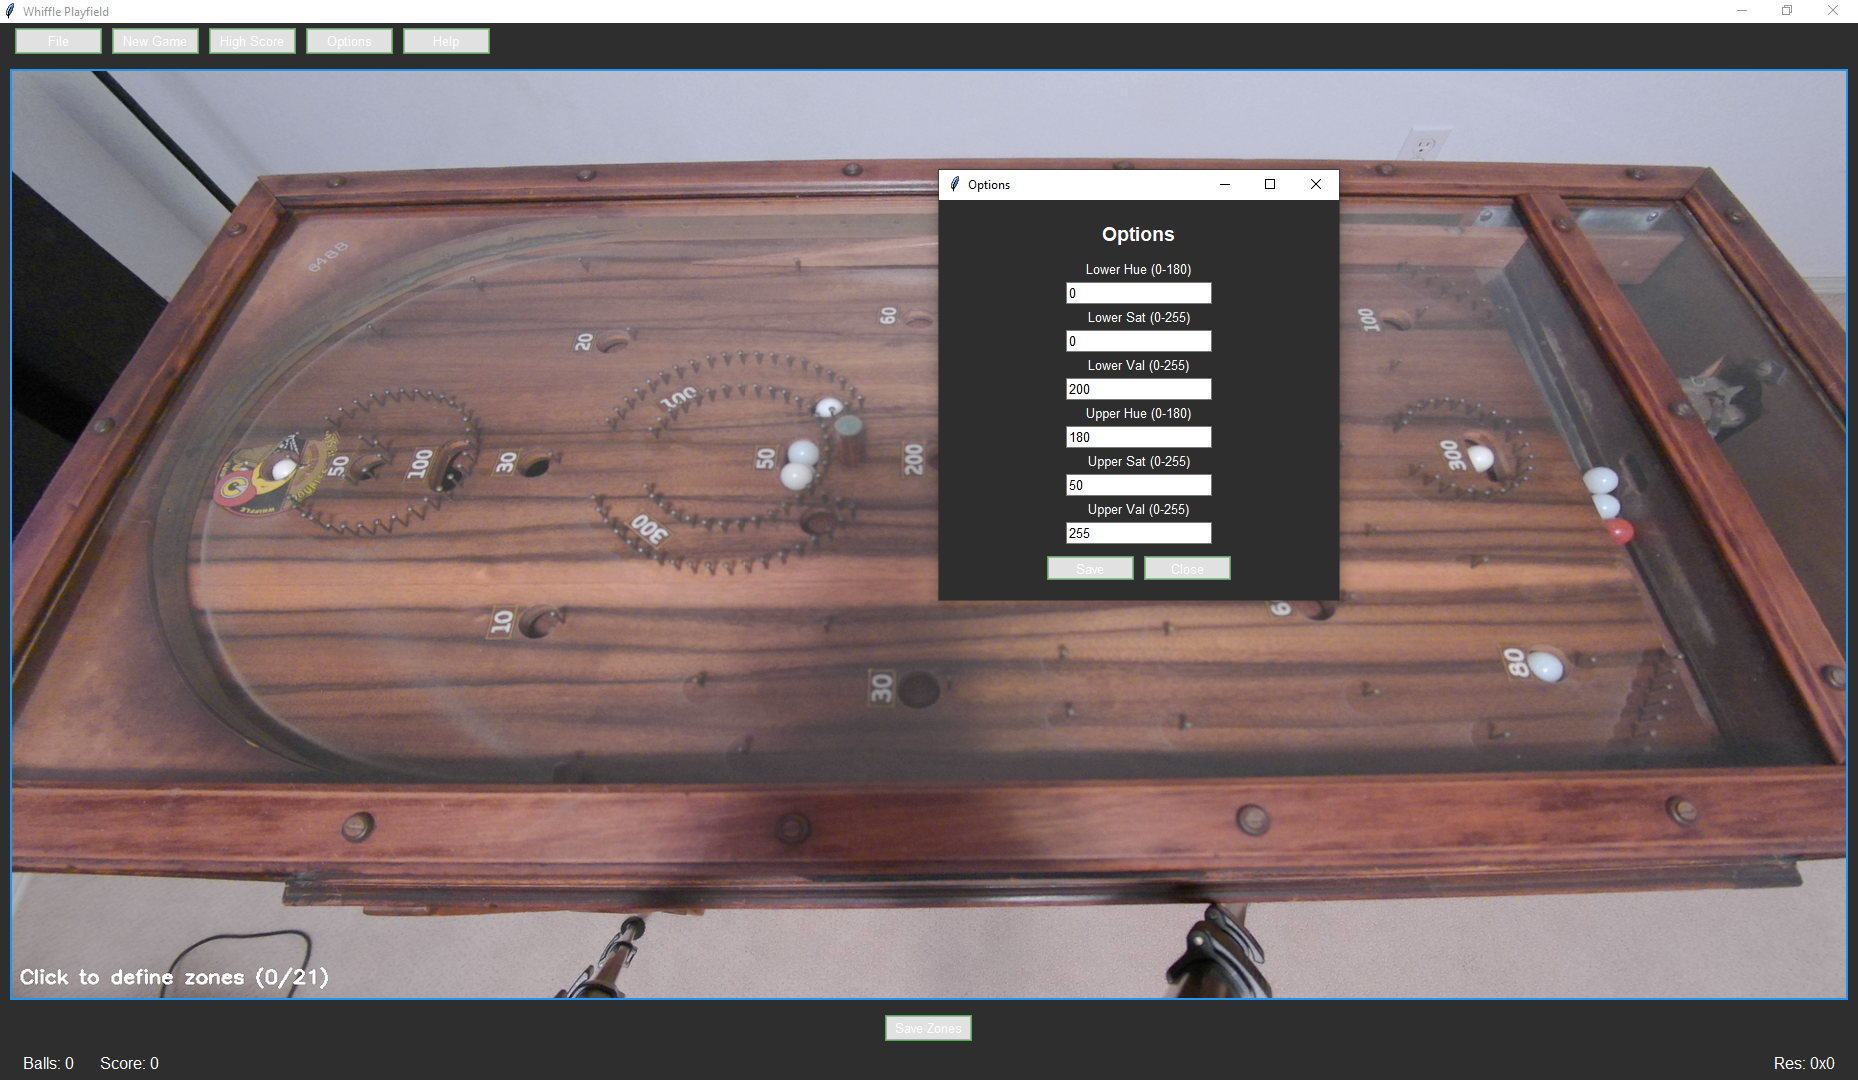 Whiffle Playfield
File New Game High Score Options Help
Options
Options
Lower Hue (0-180)
0
Lower Sat (0-255)
0
Lower Val (0-255)
200
Upper Hue (0-180)
180
Upper Sat (0-255)
50
Upper Val (0-255)
255
Save Close
0488
20
60
100
100
50
100
30
50
200
300
300
10
30
80
WHIFFLE
Click to define zones (0/21)
Save Zones
Balls: 0 Score: 0
Res: 0x0